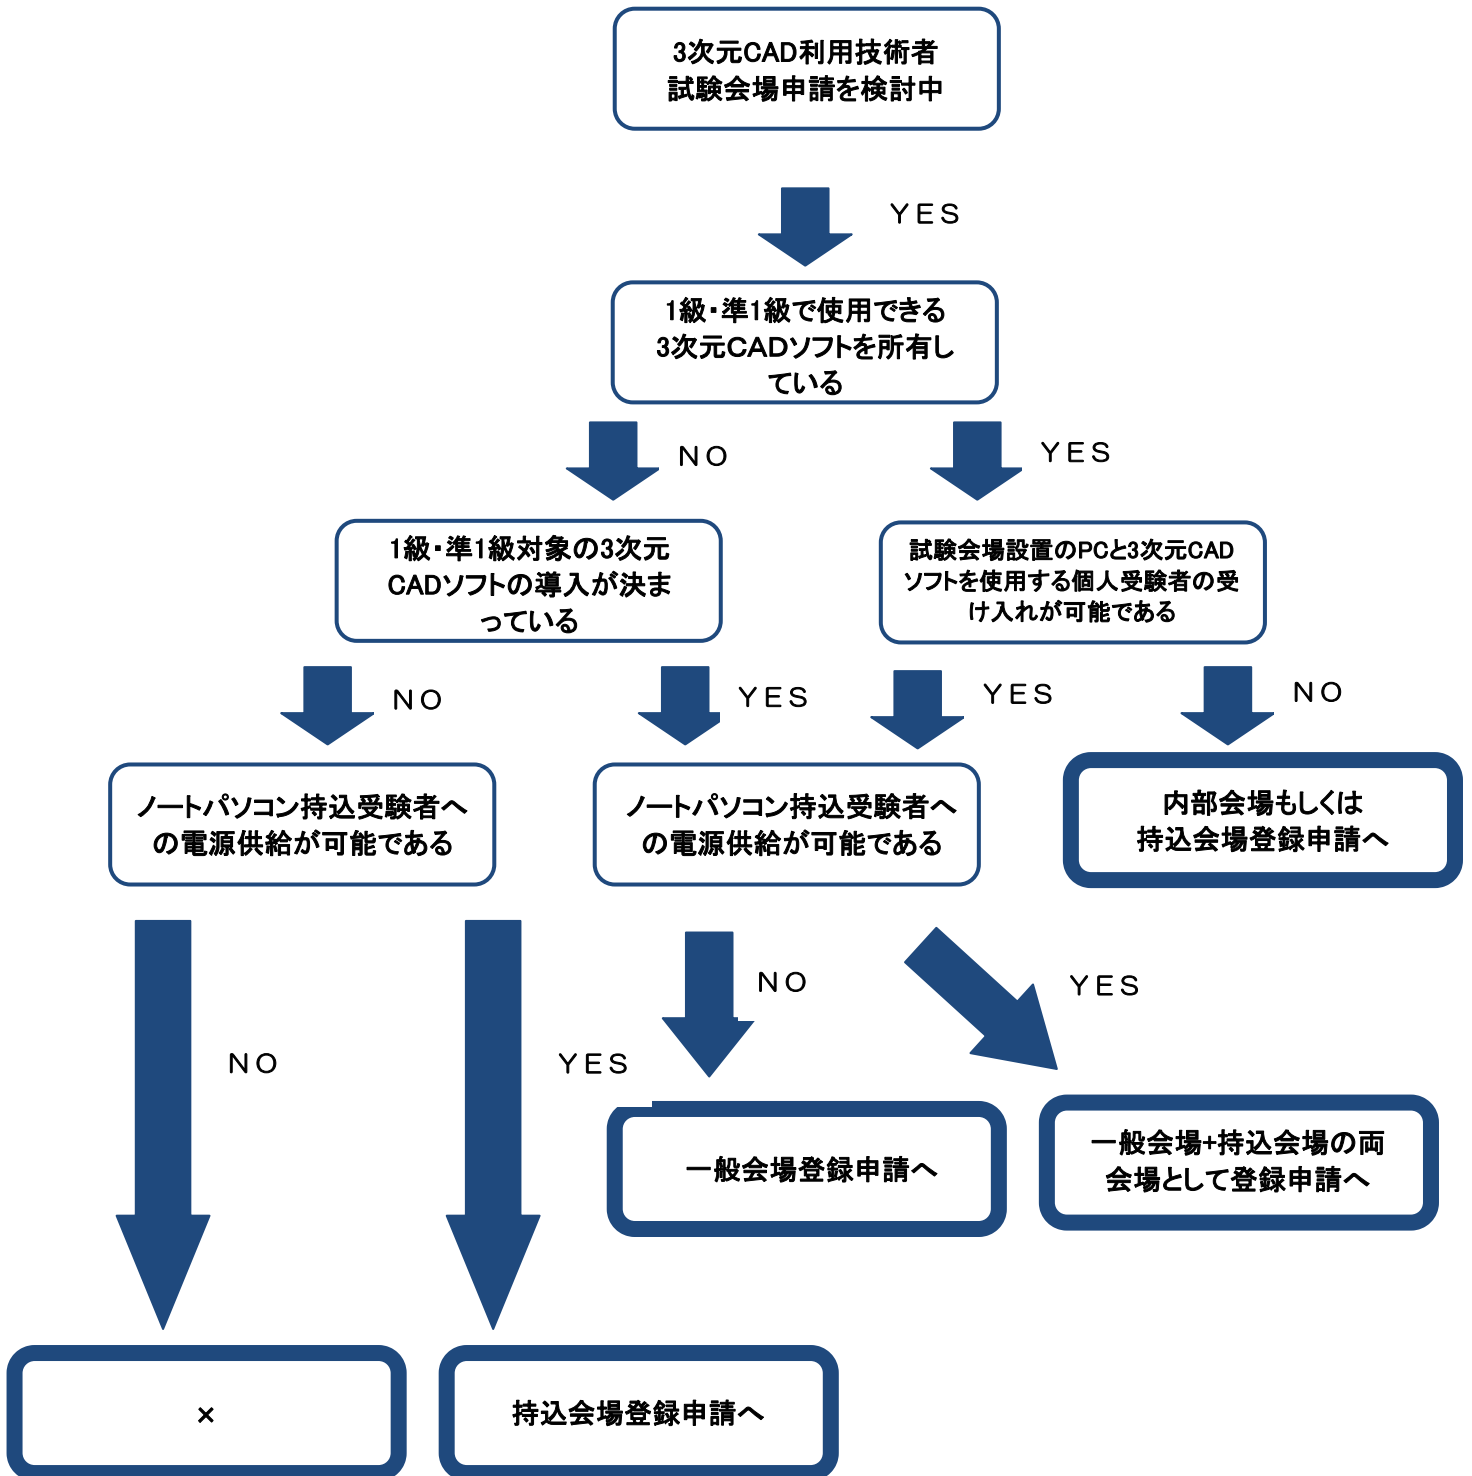 3次元CAD利用技術者
試験会場申請を検討中
ＹＥＳ
1級・準1級で使用できる
3次元CADソフトを所有し
ている
ＮＯ
ＹＥＳ
1級・準1級対象の3次元
CADソフトの導入が決ま
っている
試験会場設置のPCと3次元CAD
ソフトを使用する個人受験者の受
け入れが可能である
ＮＯ
ＹＥＳ
ＹＥＳ
ＮＯ
ノートパソコン持込受験者へ
の電源供給が可能である
ノートパソコン持込受験者へ
の電源供給が可能である
内部会場もしくは
持込会場登録申請へ
ＮＯ
ＹＥＳ
ＮＯ
ＹＥＳ
一般会場登録申請へ
一般会場+持込会場の両
会場として登録申請へ
×
持込会場登録申請へ